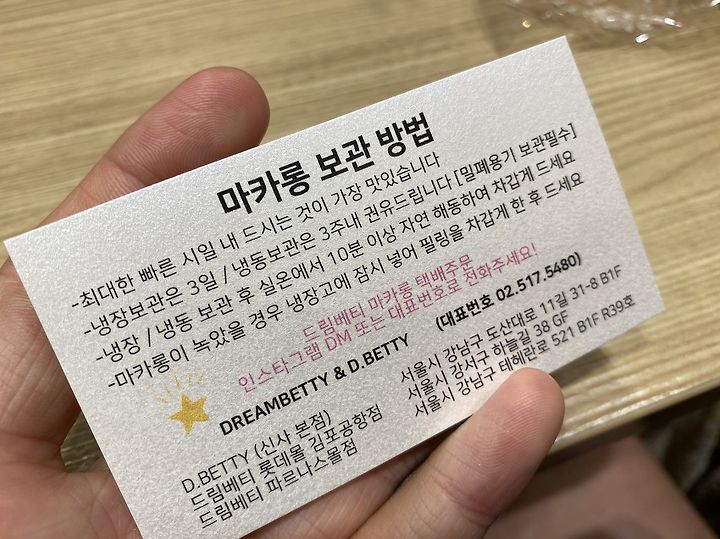 마카롱 보관 방법
-최대한 빠른 시일 내 드시는 것이 가장 맛있습니다
-냉장보관은 3일 / 냉동보관은 3주내 권유드립니다 [밀폐용기 보관필수]
-냉장 / 냉동 보관 후 실온에서 10분 이상 자연 해동하여 차갑게 드세요
-마카롱이 녹았을 경우 냉장고에 잠시 넣어 필링을 차갑게 한 후 드세요
드림베티 마카롱 택배주문
인스타그램 DM 또는 대표번호로 전화주세요!
DREAMBETTY & D.BETTY (대표번호 02.517.5480)
D.BETTY (신사 본점) 서울시 강남구 도산대로 11길 31-8 B1F
드림베티 롯데몰 김포공항점 서울시 강서구 하늘길 38 GF
드림베티 파르나스몰점 서울시 강남구 테헤란로 521 B1F R39호